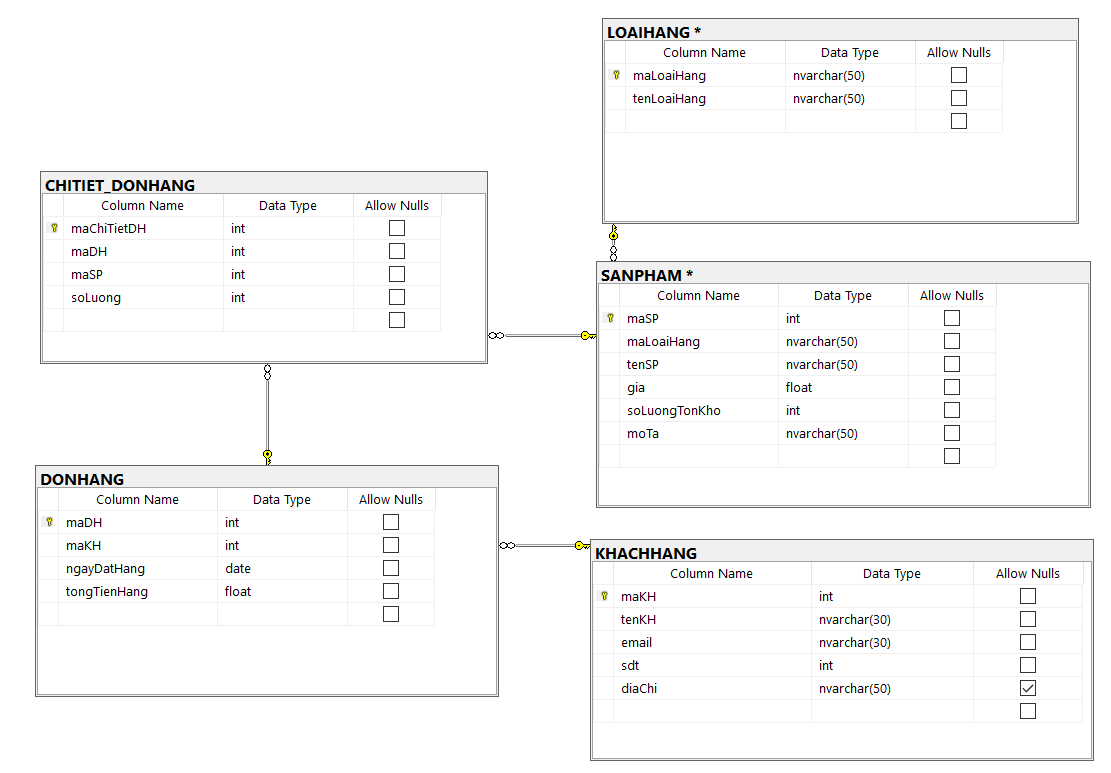 LOAIHANG *
Column Name Data Type Allow Nulls
maLoaiHang nvarchar(50)
tenLoaiHang nvarchar(50)
CHITIET_DONHANG
Column Name Data Type Allow Nulls
maChiTietDH int
maDH int
maSP int
soLuong int
SANPHAM *
Column Name Data Type Allow Nulls
maSP int
maLoaiHang nvarchar(50)
tenSP nvarchar(50)
gia float
soLuongTonKho int
moTa nvarchar(50)
DONHANG
Column Name Data Type Allow Nulls
maDH int
maKH int
ngayDatHang date
tongTienHang float
KHACHHANG
Column Name Data Type Allow Nulls
maKH int
tenKH nvarchar(30)
email nvarchar(30)
sdt int
diaChi nvarchar(50)